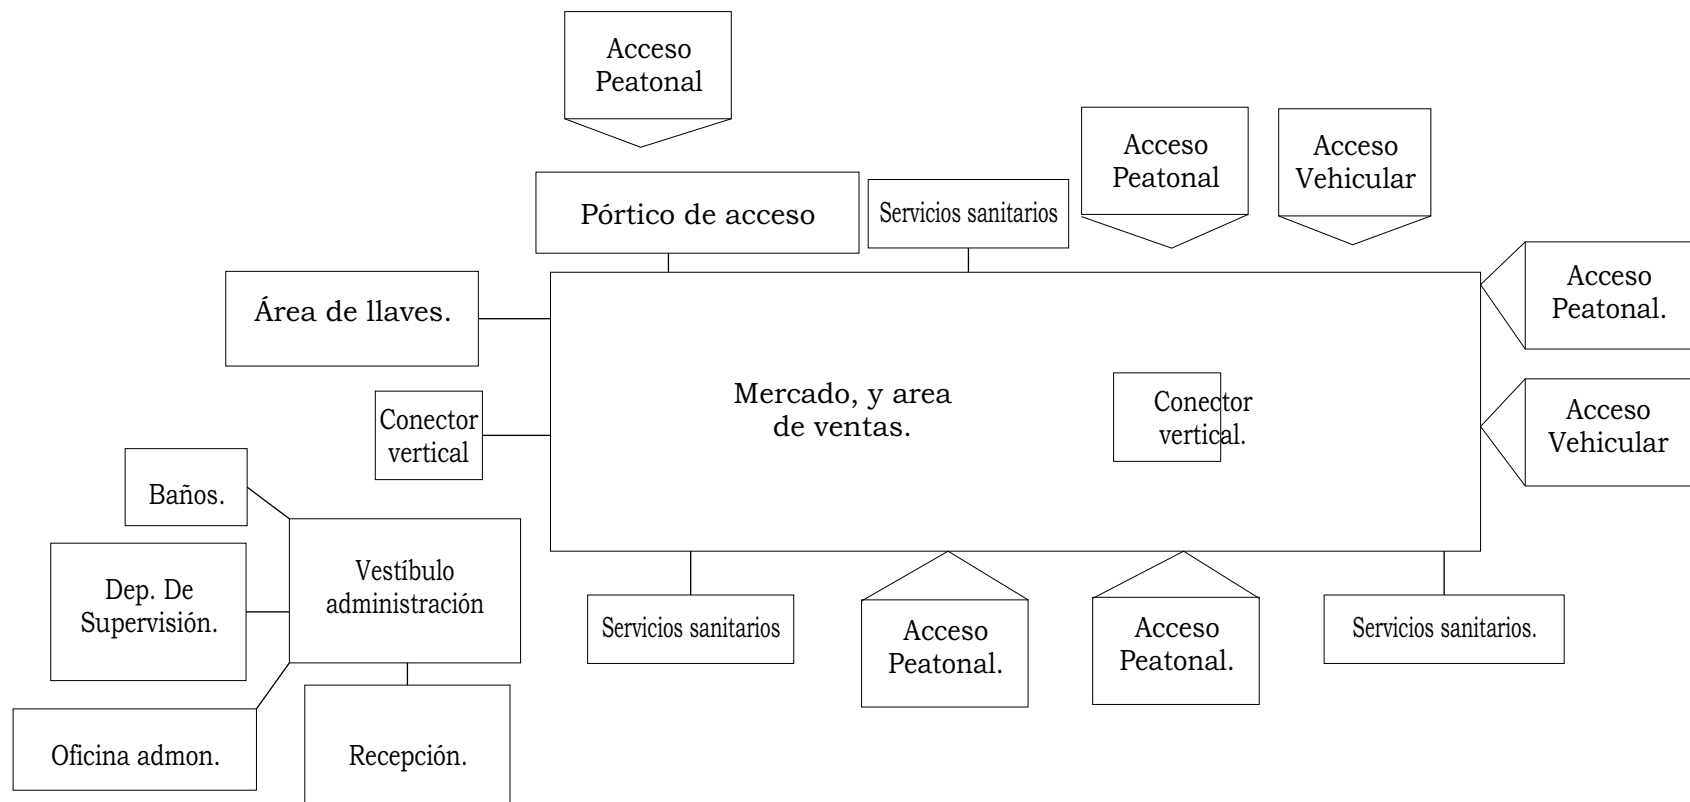 Acceso
Peatonal
Acceso
Peatonal
Acceso
Vehicular
Pórtico de acceso
Servicios sanitarios
Acceso
Peatonal.
Área de llaves.
Mercado, y area
de ventas.
Conector
vertical.
Acceso
Vehicular
Conector
vertical
Baños.
Vestíbulo
administración
Dep. De
Supervisión.
Servicios sanitarios
Acceso
Peatonal.
Acceso
Peatonal.
Servicios sanitarios.
Oficina admon.
Recepción.